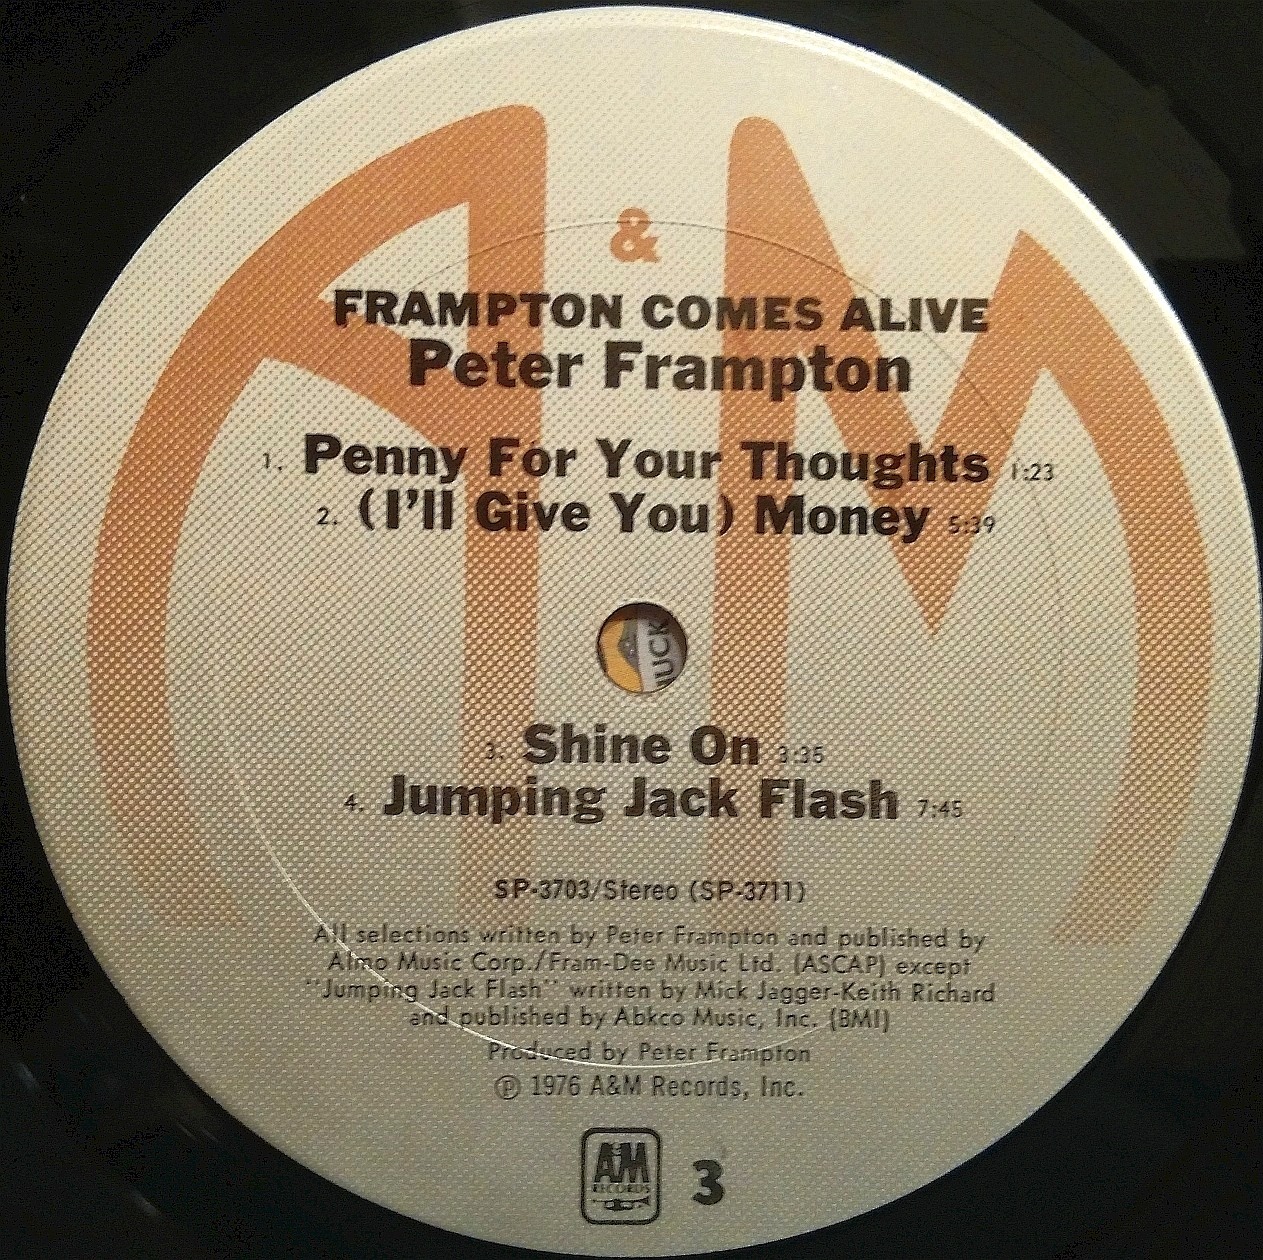 &
FRAMPTON COMES ALIVE
Peter Frampton
1. Penny For Your Thoughts 1:23
2. (I'll Give You) Money 5:39
UCK
3. Shine On 3:35
4. Jumping Jack Flash 7:45
SP-3703/Stereo (SP-3711)
All selections written by Peter Frampton and published by
Almo Music Corp./Fram-Dee Music Ltd. (ASCAP) except
"Jumping Jack Flash" written by Mick Jagger-Keith Richard
and published by Abkco Music, Inc. (BMI)
Produced by Peter Frampton
℗ 1976 A&M Records, Inc.
A&M
RECORDS
3